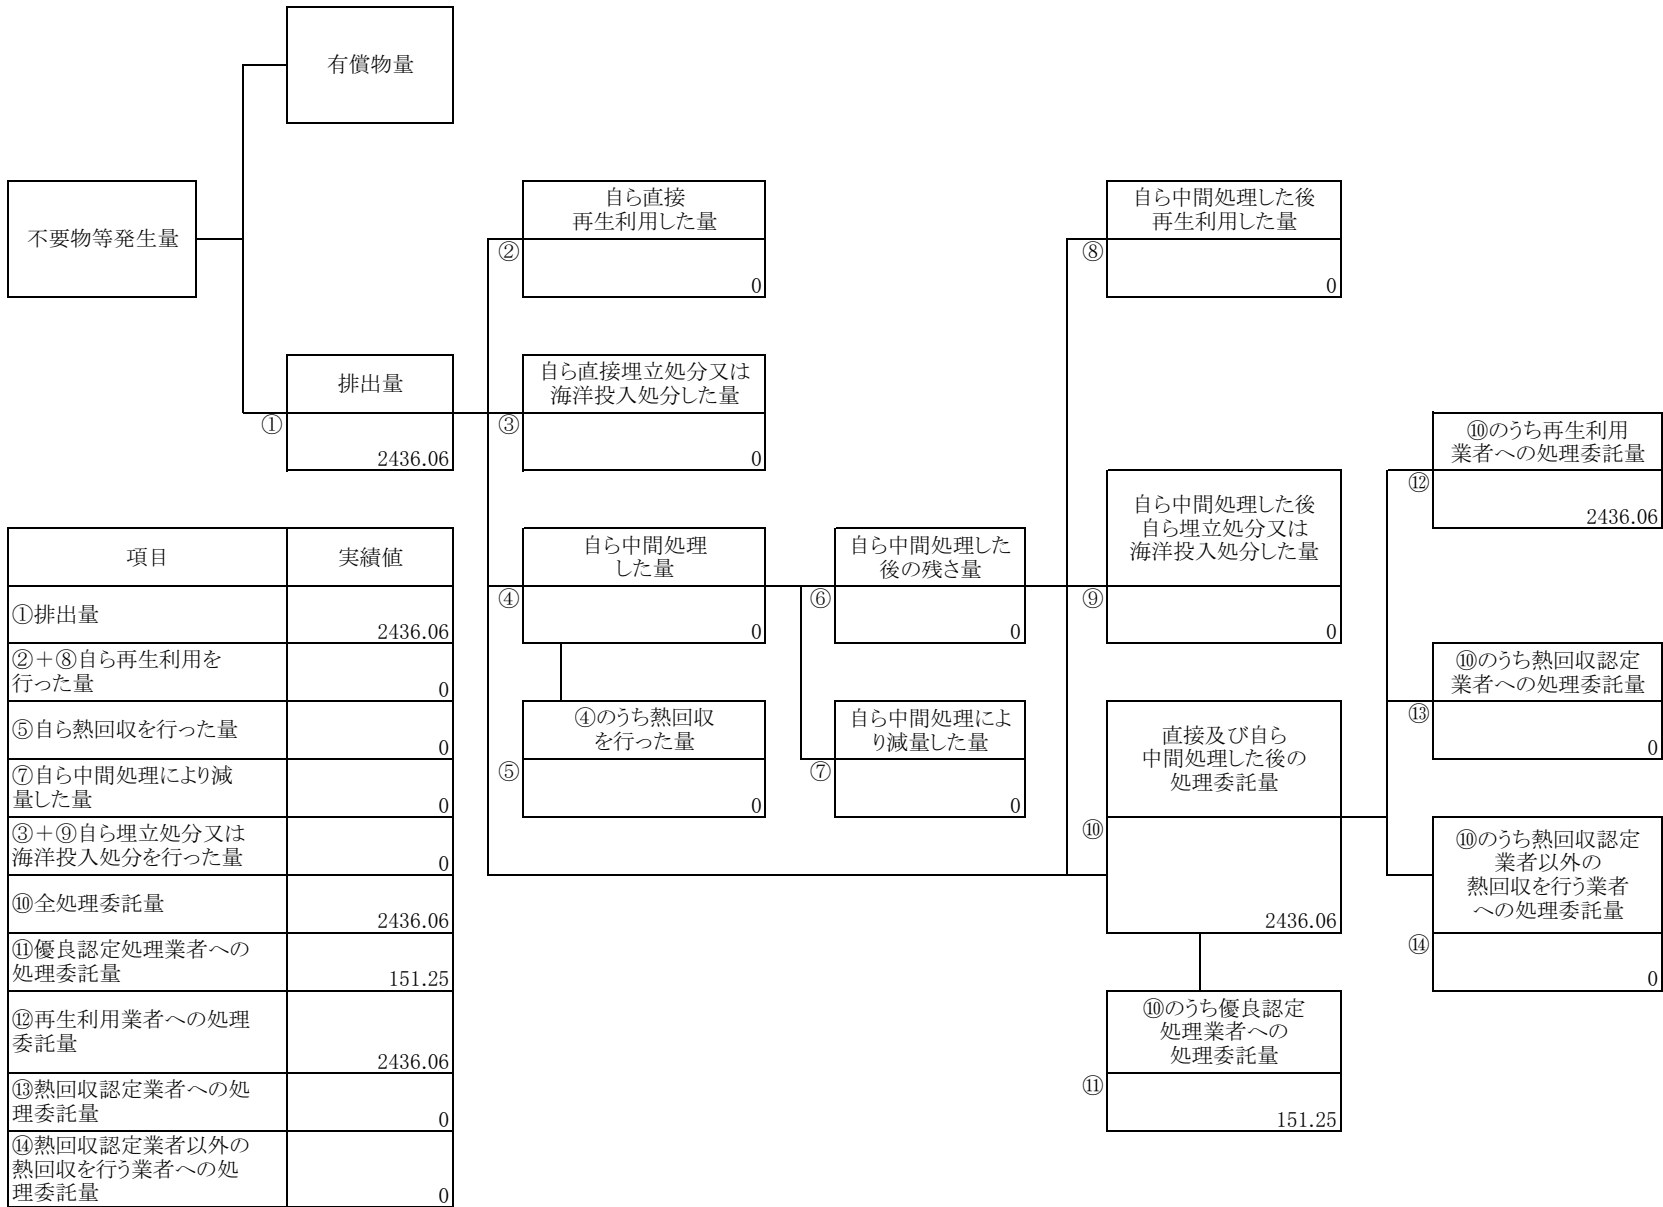 有償物量
不要物等発生量
自ら直接
再生利用した量
②
0
自ら中間処理した後
再生利用した量
⑧
0
排出量
①
2436.06
自ら直接埋立処分又は
海洋投入処分した量
③
0
⑩のうち再生利用
業者への処理委託量
⑫
2436.06
自ら中間処理
した量
④
0
自ら中間処理した
後の残さ量
⑥
0
自ら中間処理した後
自ら埋立処分又は
海洋投入処分した量
⑨
0
⑩のうち熱回収認定
業者への処理委託量
⑬
0
④のうち熱回収
を行った量
⑤
0
自ら中間処理によ
り減量した量
⑦
0
直接及び自ら
中間処理した後の
処理委託量
⑩
2436.06
⑩のうち熱回収認定
業者以外の
熱回収を行う業者
への処理委託量
⑭
0
⑩のうち優良認定
処理業者への
処理委託量
⑪
151.25
項目 実績値
①排出量
2436.06
②＋⑧自ら再生利用を
行った量
0
⑤自ら熱回収を行った量
0
⑦自ら中間処理により減
量した量
0
③＋⑨自ら埋立処分又は
海洋投入処分を行った量
0
⑩全処理委託量
2436.06
⑪優良認定処理業者への
処理委託量
151.25
⑫再生利用業者への処理
委託量
2436.06
⑬熱回収認定業者への処
理委託量
0
⑭熱回収認定業者以外の
熱回収を行う業者への処
理委託量
0